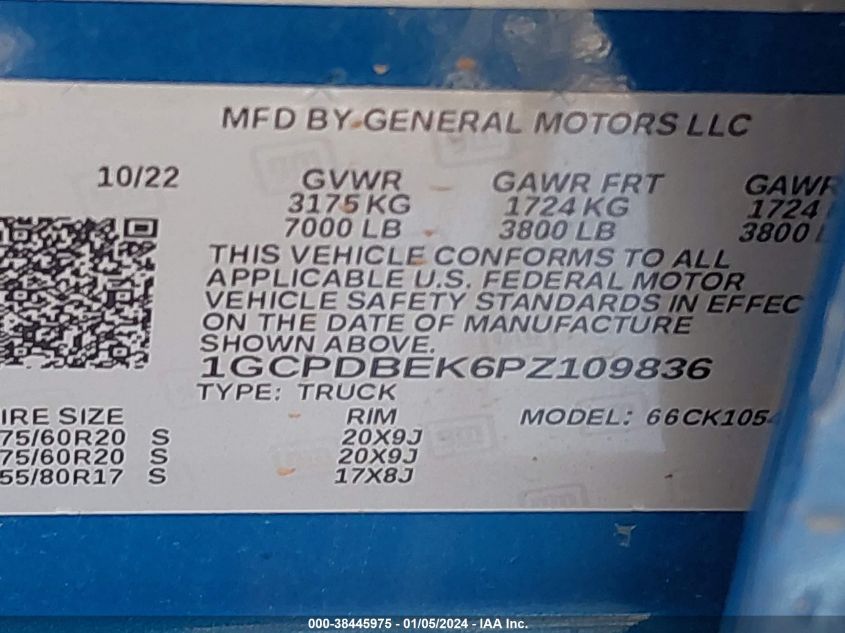 MFD BY GENERAL MOTORS LLC
10/22 GVWR GAWR FRT GAWR
3175 KG 1724 KG 1724
7000 LB 3800 LB 3800 L
THIS VEHICLE CONFORMS TO ALL
APPLICABLE U.S. FEDERAL MOTOR
VEHICLE SAFETY STANDARDS IN EFFEC
ON THE DATE OF MANUFACTURE
SHOWN ABOVE.
1GCPDBEK6PZ109836
TYPE: TRUCK
IRE SIZE RIM MODEL: 66CK1054
75/60R20 S 20X9J
75/60R20 S 20X9J
55/80R17 S 17X8J
000-38445975 - 01/05/2024 - IAA Inc.